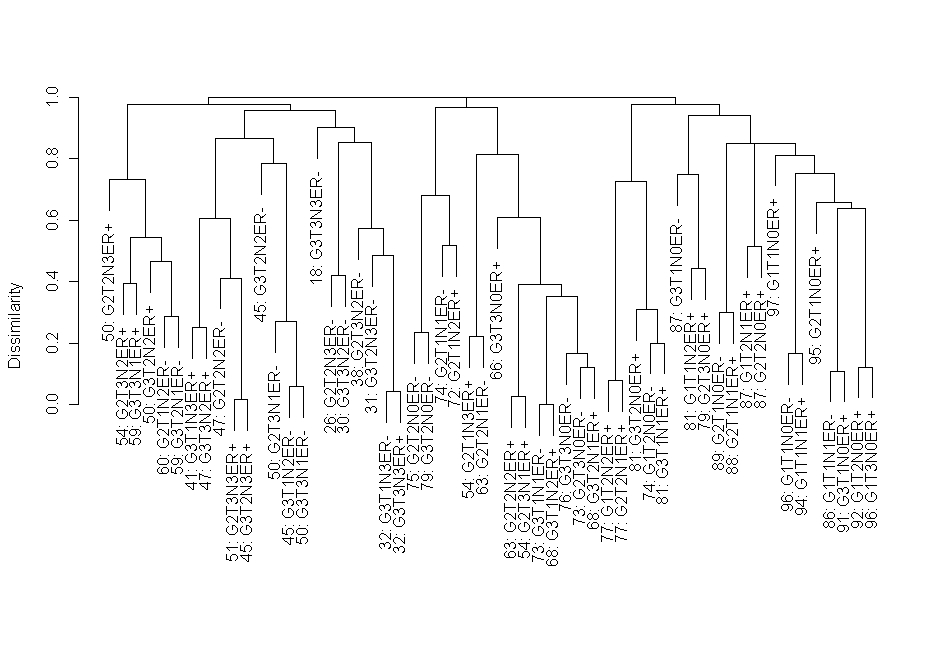 Dissimilarity
1.0
0.8
0.6
0.4
0.2
0.0
50: G2T2N3ER+
54: G2T3N2ER+
59: G3T3N1ER+
50: G3T2N2ER+
60: G2T1N2ER-
59: G3T2N1ER-
41: G3T1N3ER+
47: G3T3N2ER+
47: G2T2N2ER-
51: G2T3N3ER+
45: G3T2N3ER+
45: G3T2N2ER-
50: G2T3N1ER-
45: G3T1N2ER-
50: G3T3N1ER-
18: G3T3N3ER-
26: G2T2N3ER-
30: G3T3N2ER-
38: G2T3N2ER-
31: G3T2N3ER-
32: G3T1N3ER-
32: G3T3N3ER+
75: G2T2N0ER-
79: G3T2N0ER-
74: G2T1N1ER-
72: G2T1N2ER+
54: G2T1N3ER+
63: G2T2N1ER-
66: G3T3N0ER+
63: G2T2N2ER+
54: G2T3N1ER+
73: G3T1N1ER-
68: G3T1N2ER+
76: G3T3N0ER-
73: G2T3N0ER-
68: G3T2N1ER+
77: G1T2N2ER+
77: G2T2N1ER+
81: G3T2N0ER+
74: G1T2N0ER-
81: G3T1N1ER+
87: G3T1N0ER-
81: G1T1N2ER+
79: G2T3N0ER+
89: G2T1N0ER-
88: G2T1N1ER+
87: G1T2N1ER+
87: G2T2N0ER+
97: G1T1N0ER+
96: G1T1N0ER-
94: G1T1N1ER+
95: G2T1N0ER+
86: G1T1N1ER-
91: G3T1N0ER+
92: G1T2N0ER+
96: G1T3N0ER+